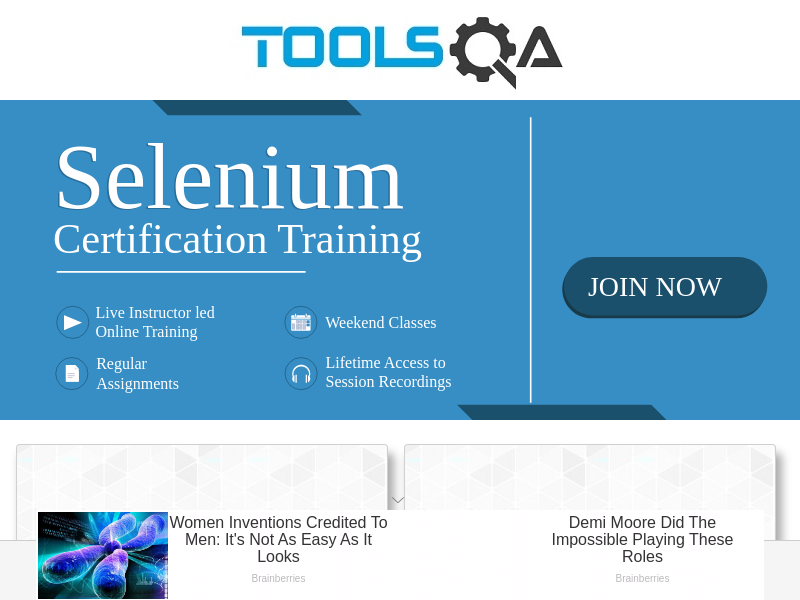 TOOLSQA
Selenium
Certification Training
JOIN NOW
Live Instructor led
Online Training
Weekend Classes
Regular
Assignments
Lifetime Access to
Session Recordings
Women Inventions Credited To
Men: It's Not As Easy As It
Looks
Brainberries
Demi Moore Did The
Impossible Playing These
Roles
Brainberries